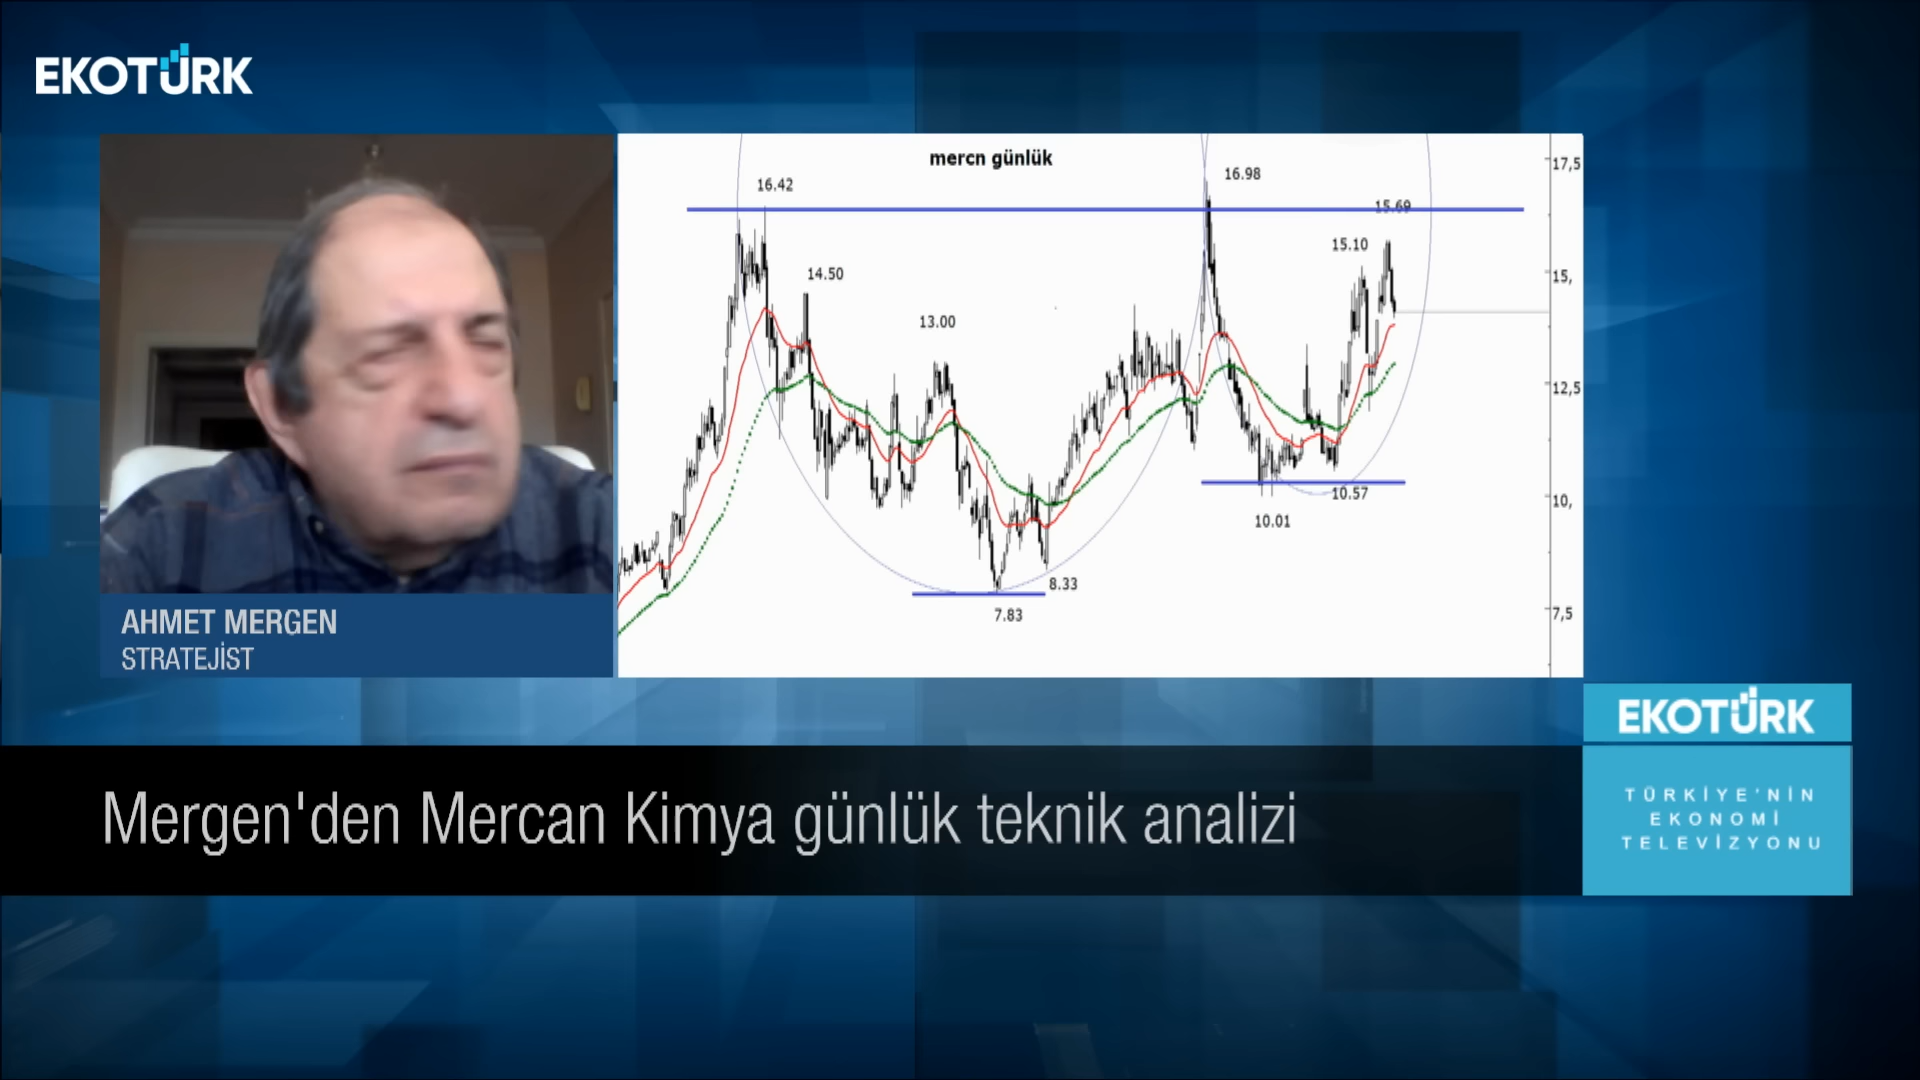 EKOTÜRK
mercn günlük
16.42
14.50
13.00
16.98
15.69
15.10
10.57
10.01
8.33
7.83
17,5
15,
12,5
10,
7,5
AHMET MERGEN
STRATEJİST
EKOTÜRK
Mergen'den Mercan Kimya günlük teknik analizi
TÜRKİYE'NİN
EKONOMİ
TELEVİZYONU